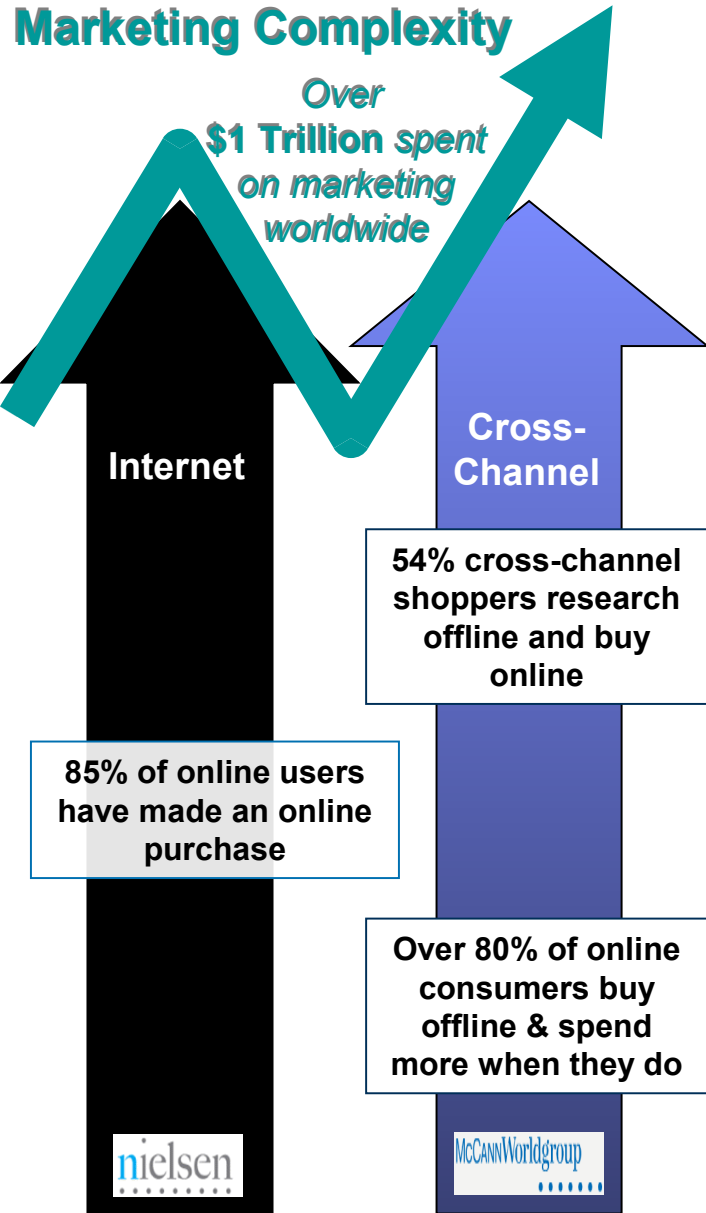 Marketing Complexity
Over
$1 Trillion spent
on marketing
worldwide
Internet
85% of online users
have made an online
purchase
nielsen
Cross-
Channel
54% cross-channel
shoppers research
offline and buy
online
Over 80% of online
consumers buy
offline & spend
more when they do
McCANNWorldgroup